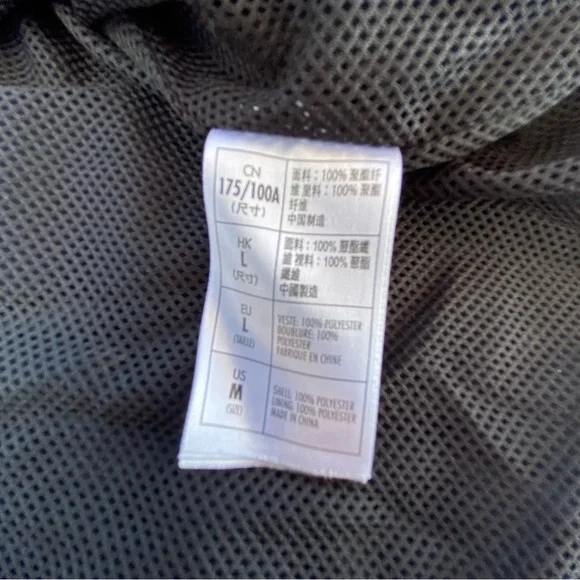 CN
175/100A
(尺寸)
面料：100% 聚酯纤
维 里料：100% 聚酯
纤维
中国制造
HK
L
(尺寸)
面料：100% 聚酯纖
維 裡料：100% 聚酯
纖維
中國製造
EU
L
(TAILLE)
VESTE: 100% POLYESTER
DOUBLURE: 100%
POLYESTER
FABRIQUE EN CHINE
US
M
(SIZE)
SHELL: 100% POLYESTER
LINING: 100% POLYESTER
MADE IN CHINA